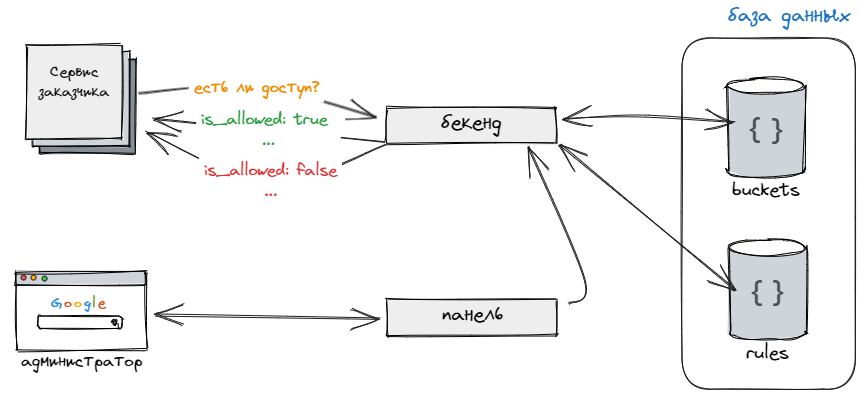 база данных
Сервис
заказчика
есть ли доступ?
is_allowed: true
...
is_allowed: false
...
бекенд
{ }
buckets
Google
администратор
панель
{ }
rules